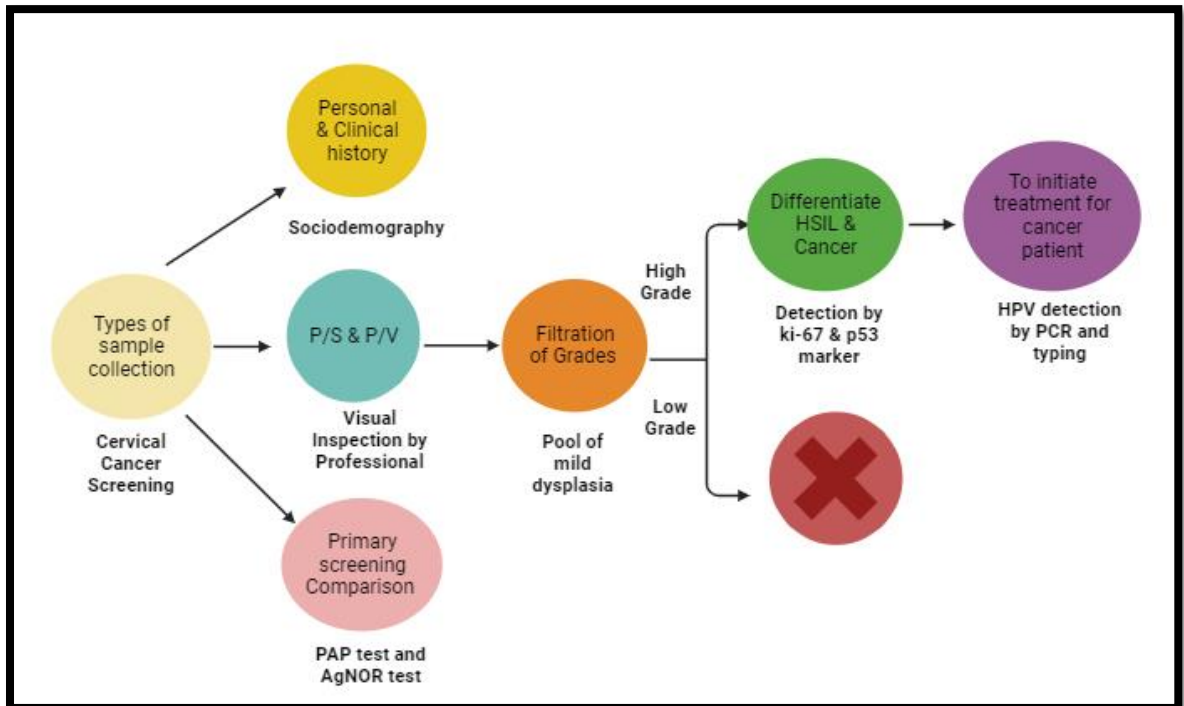 Personal
& Clinical
history
Sociodemography
Types of
sample
collection
Cervical
Cancer
Screening
P/S & P/V
Visual
Inspection by
Professional
Primary
screening
Comparison
PAP test and
AgNOR test
Filtration
of Grades
Pool of
mild
dysplasia
High
Grade
Low
Grade
Differentiate
HSIL &
Cancer
Detection by
ki-67 & p53
marker
To initiate
treatment for
cancer
patient
HPV detection
by PCR and
typing